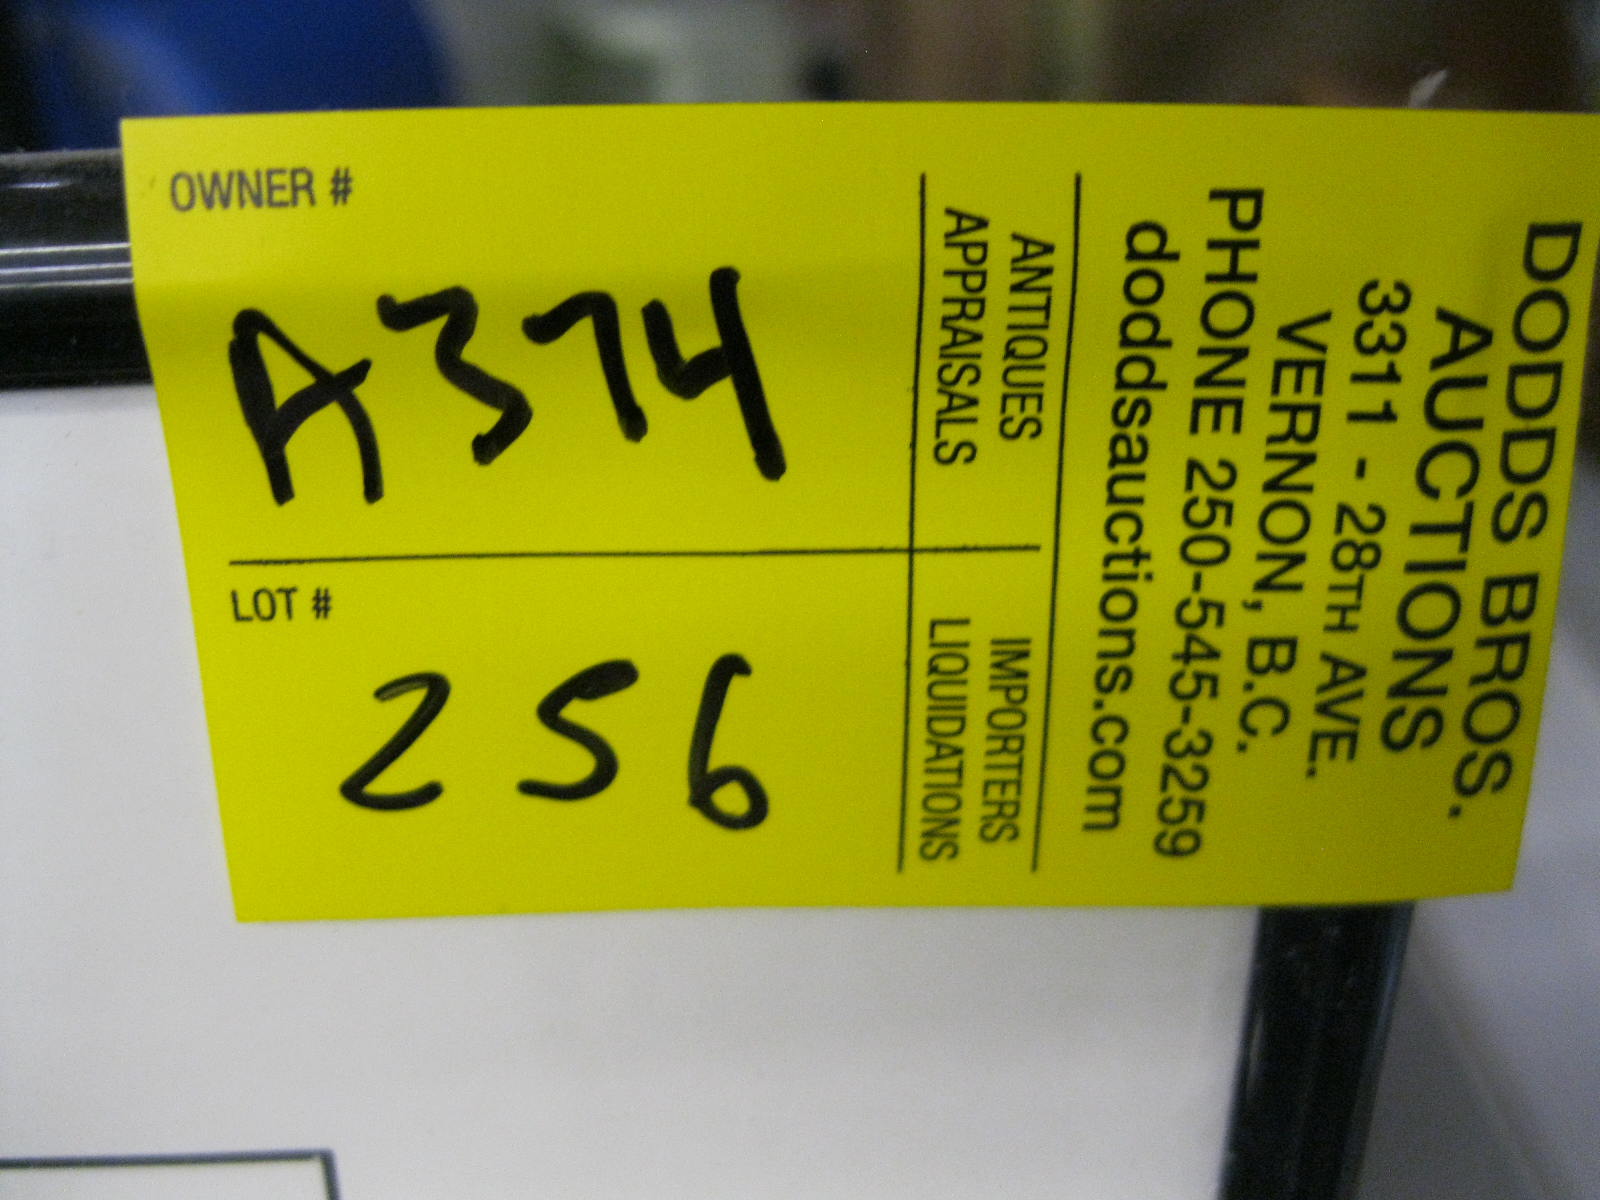 OWNER #
A374
LOT #
256
ANTIQUES
APPRAISALS
IMPORTERS
LIQUIDATIONS
DODDS BROS.
AUCTIONS
3311 - 28TH AVE.
VERNON, B.C.
PHONE 250-545-3259
doddsauctions.com